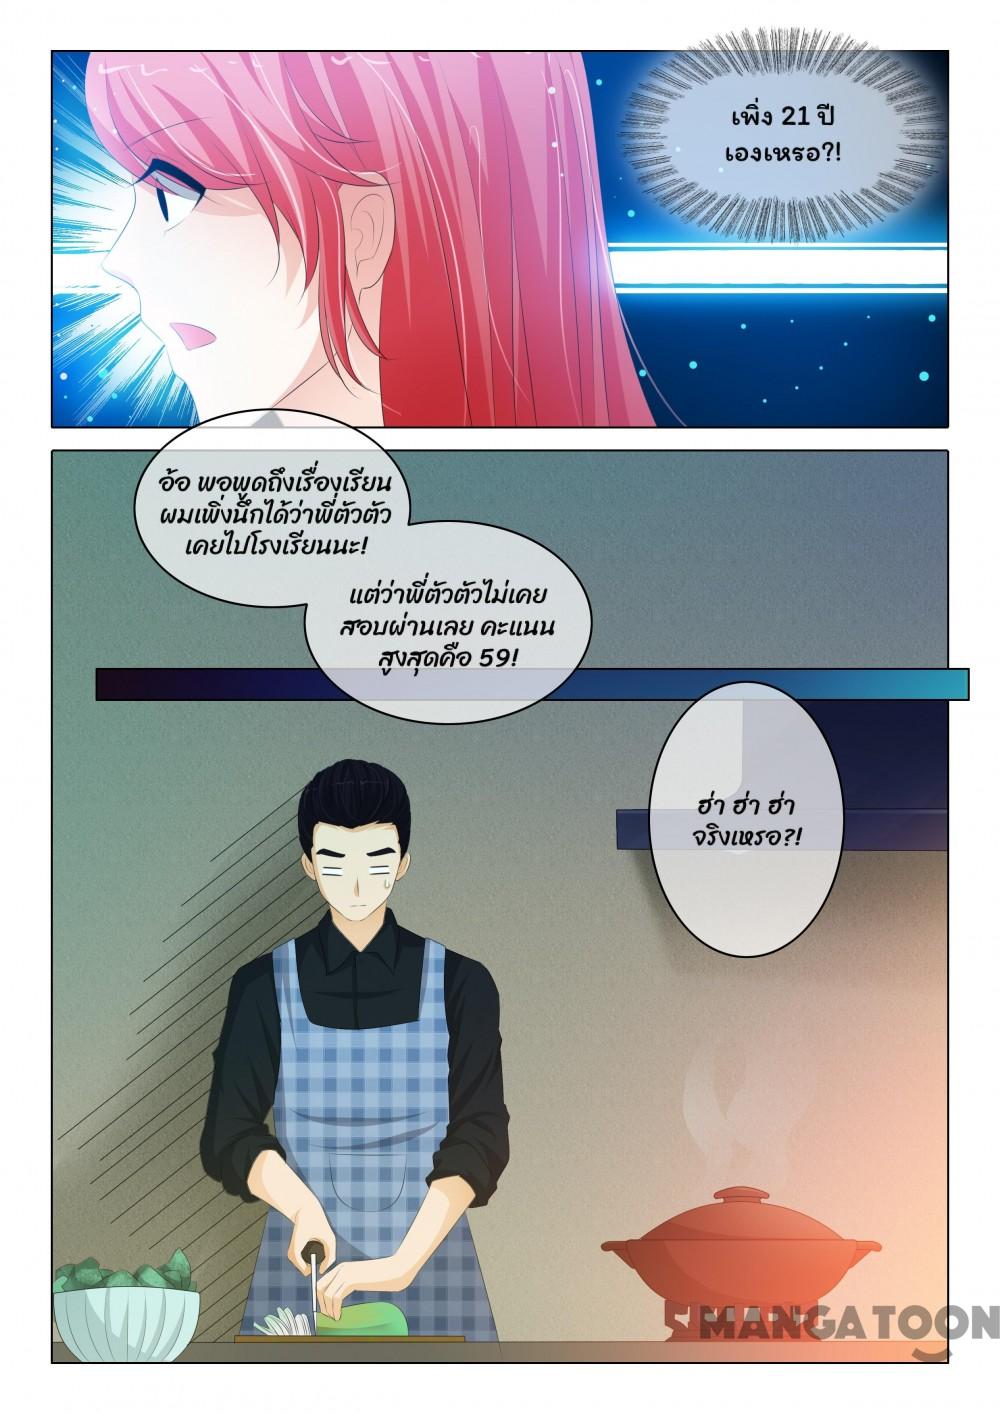 เพิ่ง 21 ปี
เองเหรอ?!
อ้อ พอพูดถึงเรื่องเรียน
ผมเพิ่งนึกได้ว่าพี่ตัวตัว
เคยไปโรงเรียนนะ!
แต่ว่าพี่ตัวตัวไม่เคย
สอบผ่านเลย คะแนน
สูงสุดคือ 59!
ฮ่า ฮ่า ฮ่า
จริงเหรอ?!
MANGATOON